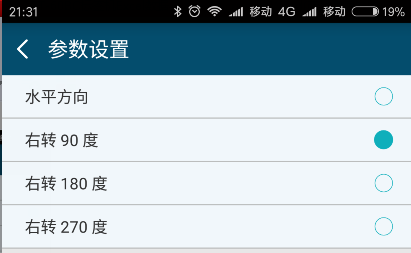 21:31 移动 4G 移动 19%
参数设置
水平方向
右转 90 度
右转 180 度
右转 270 度